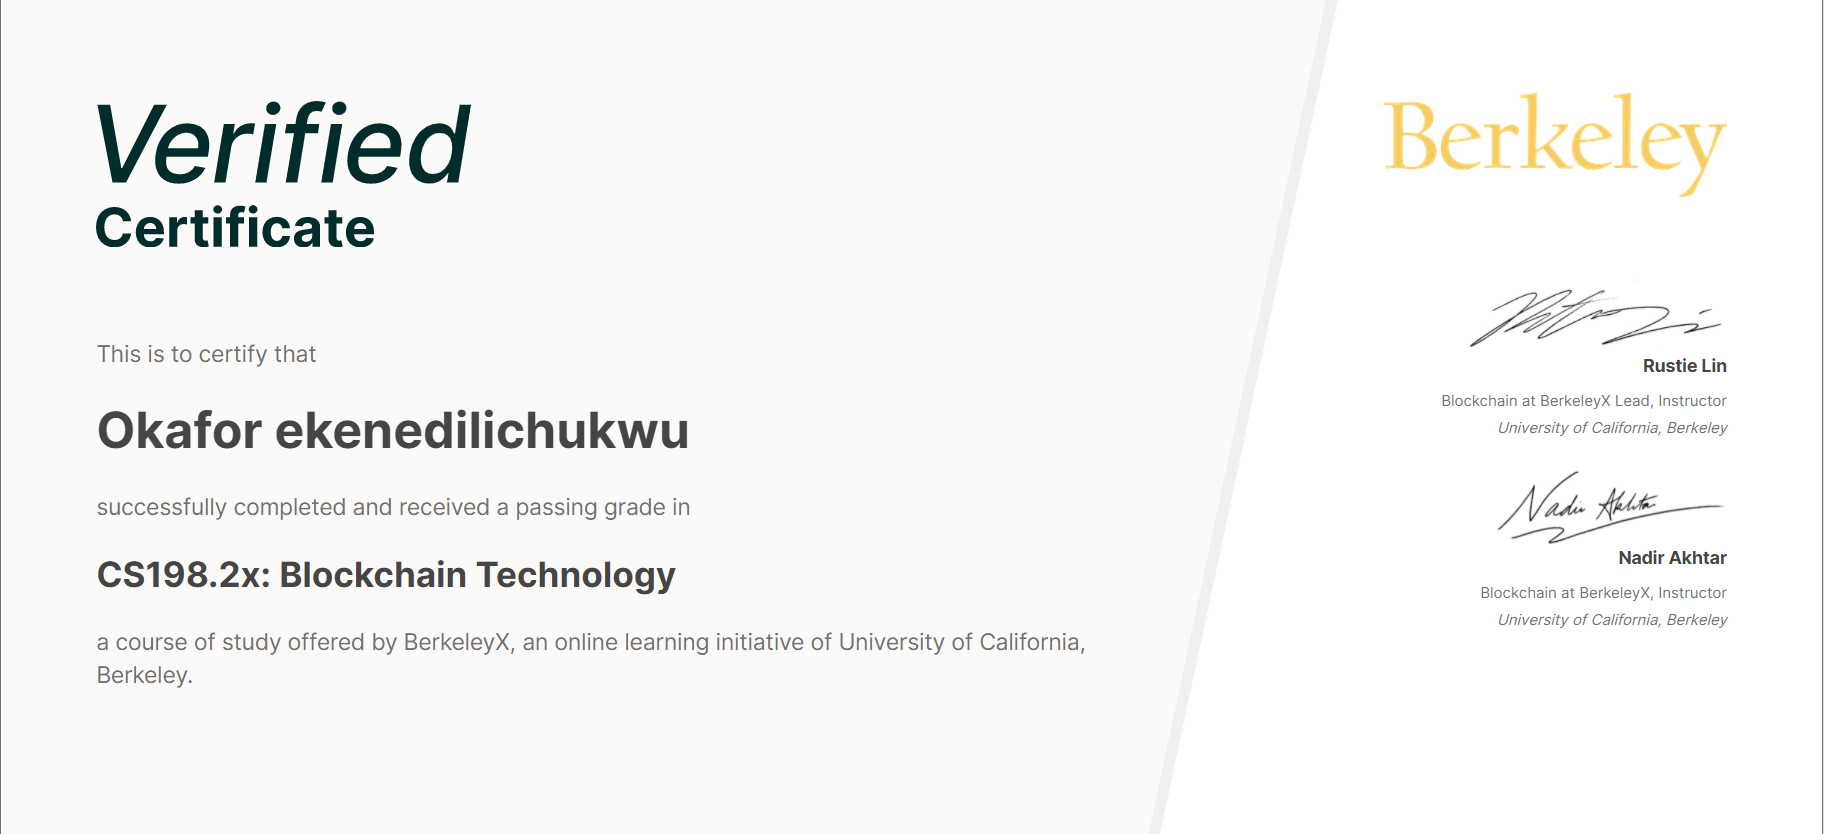 Verified
Certificate
This is to certify that
Okafor ekenedilichukwu
successfully completed and received a passing grade in
CS198.2x: Blockchain Technology
a course of study offered by BerkeleyX, an online learning initiative of University of California,
Berkeley.
Berkeley
Rustie Lin
Blockchain at BerkeleyX Lead, Instructor
University of California, Berkeley
Nadir Akhtar
Nadir Akhtar
Blockchain at BerkeleyX, Instructor
University of California, Berkeley